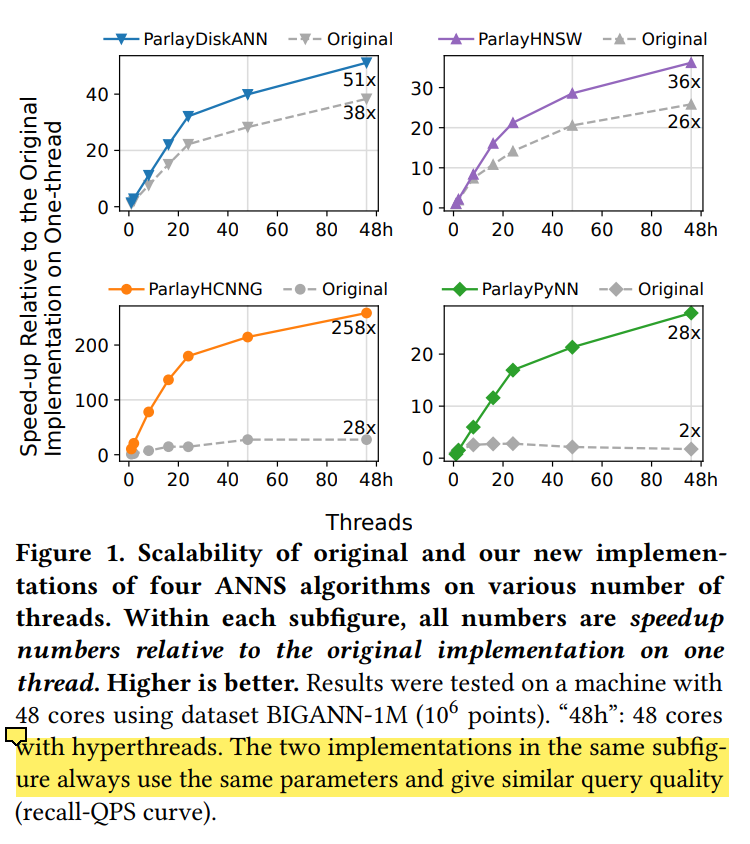 ParlayDiskANN Original ParlayHNSW Original
Speed-up Relative to the Original
Implementation on One-thread
40
20
0
51x
38x
0 20 40 60 80 48h
30
20
10
0
36x
26x
0 20 40 60 80 48h
ParlayHCNNG Original ParlayPyNN Original
200
100
0
258x
28x
0 20 40 60 80 48h
20
10
0
28x
2x
0 20 40 60 80 48h
Threads
Figure 1. Scalability of original and our new implemen-
tations of four ANNS algorithms on various number of
threads. Within each subfigure, all numbers are speedup
numbers relative to the original implementation on one
thread. Higher is better. Results were tested on a machine with
48 cores using dataset BIGANN-1M (10⁶ points). “48h”: 48 cores
with hyperthreads. The two implementations in the same subfig-
ure always use the same parameters and give similar query quality
(recall-QPS curve).